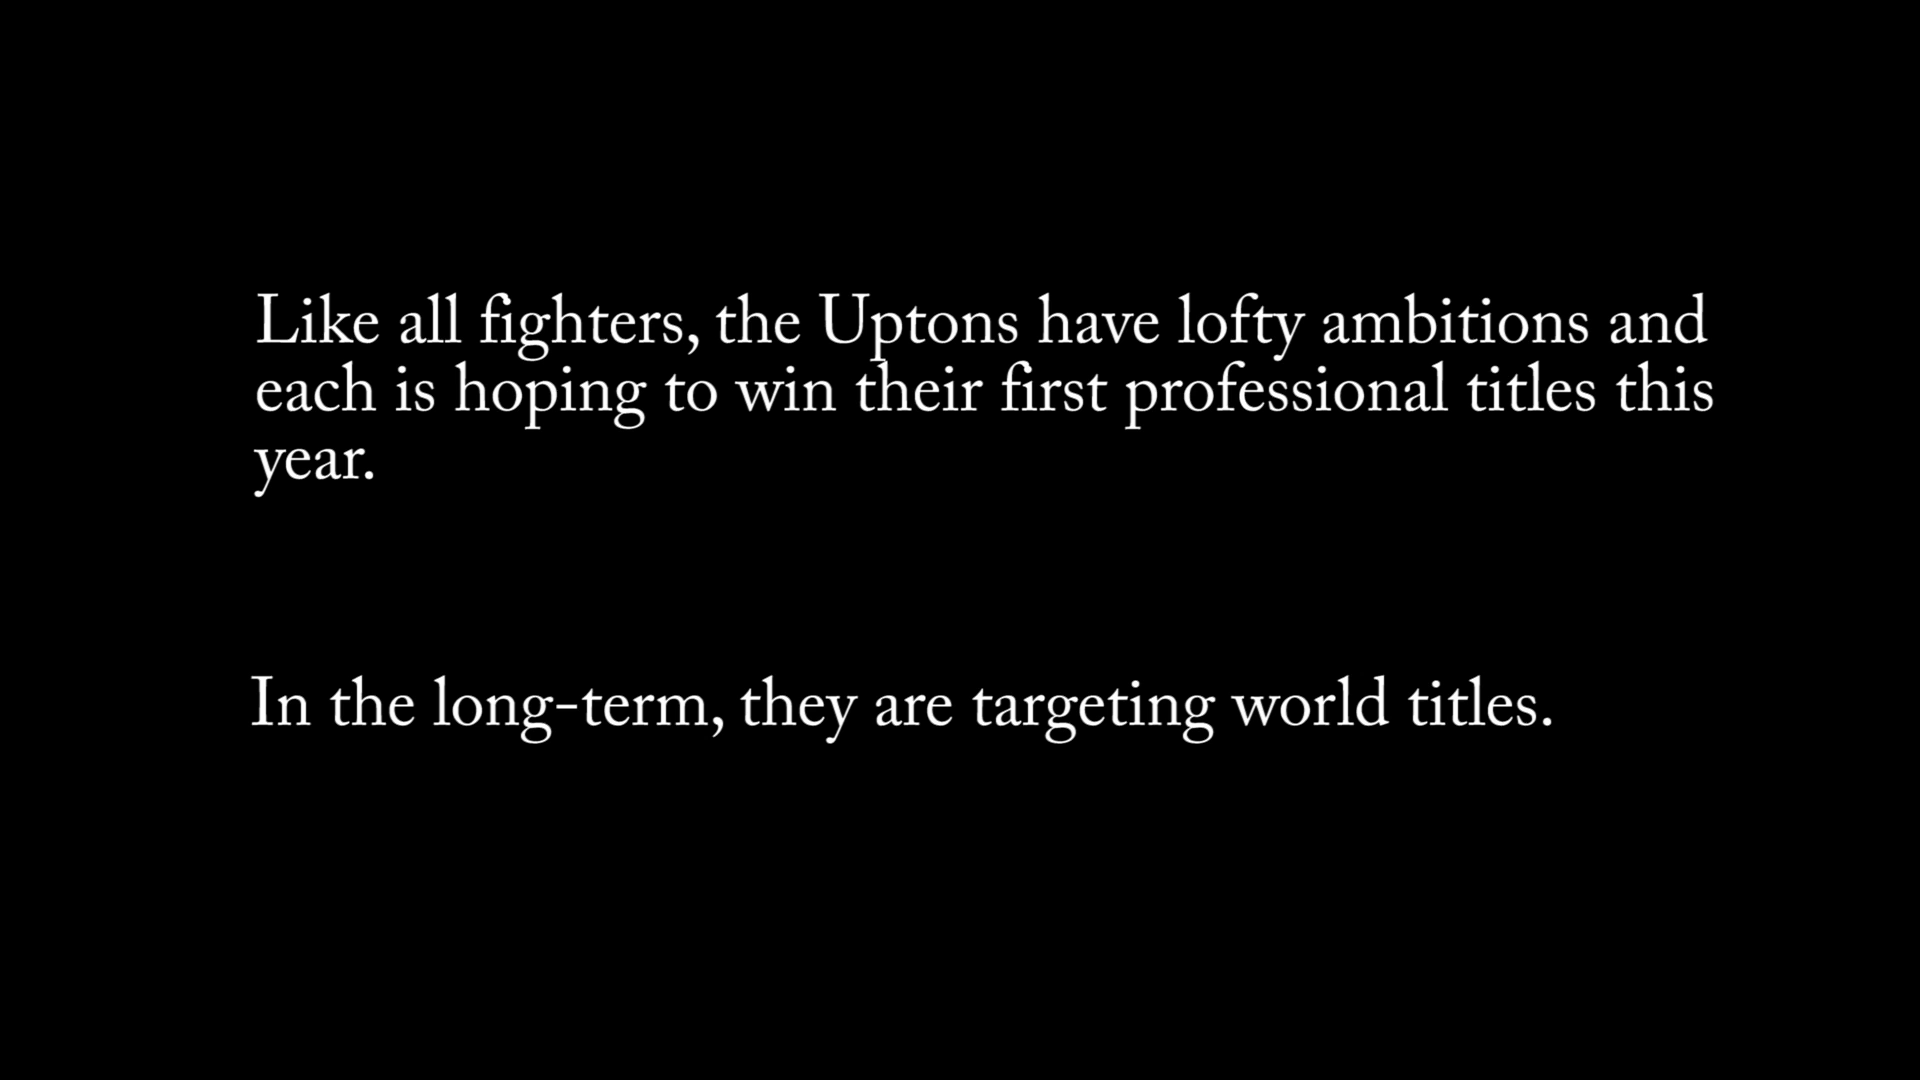 Like all fighters, the Uptons have lofty ambitions and
each is hoping to win their first professional titles this
year.
In the long-term, they are targeting world titles.